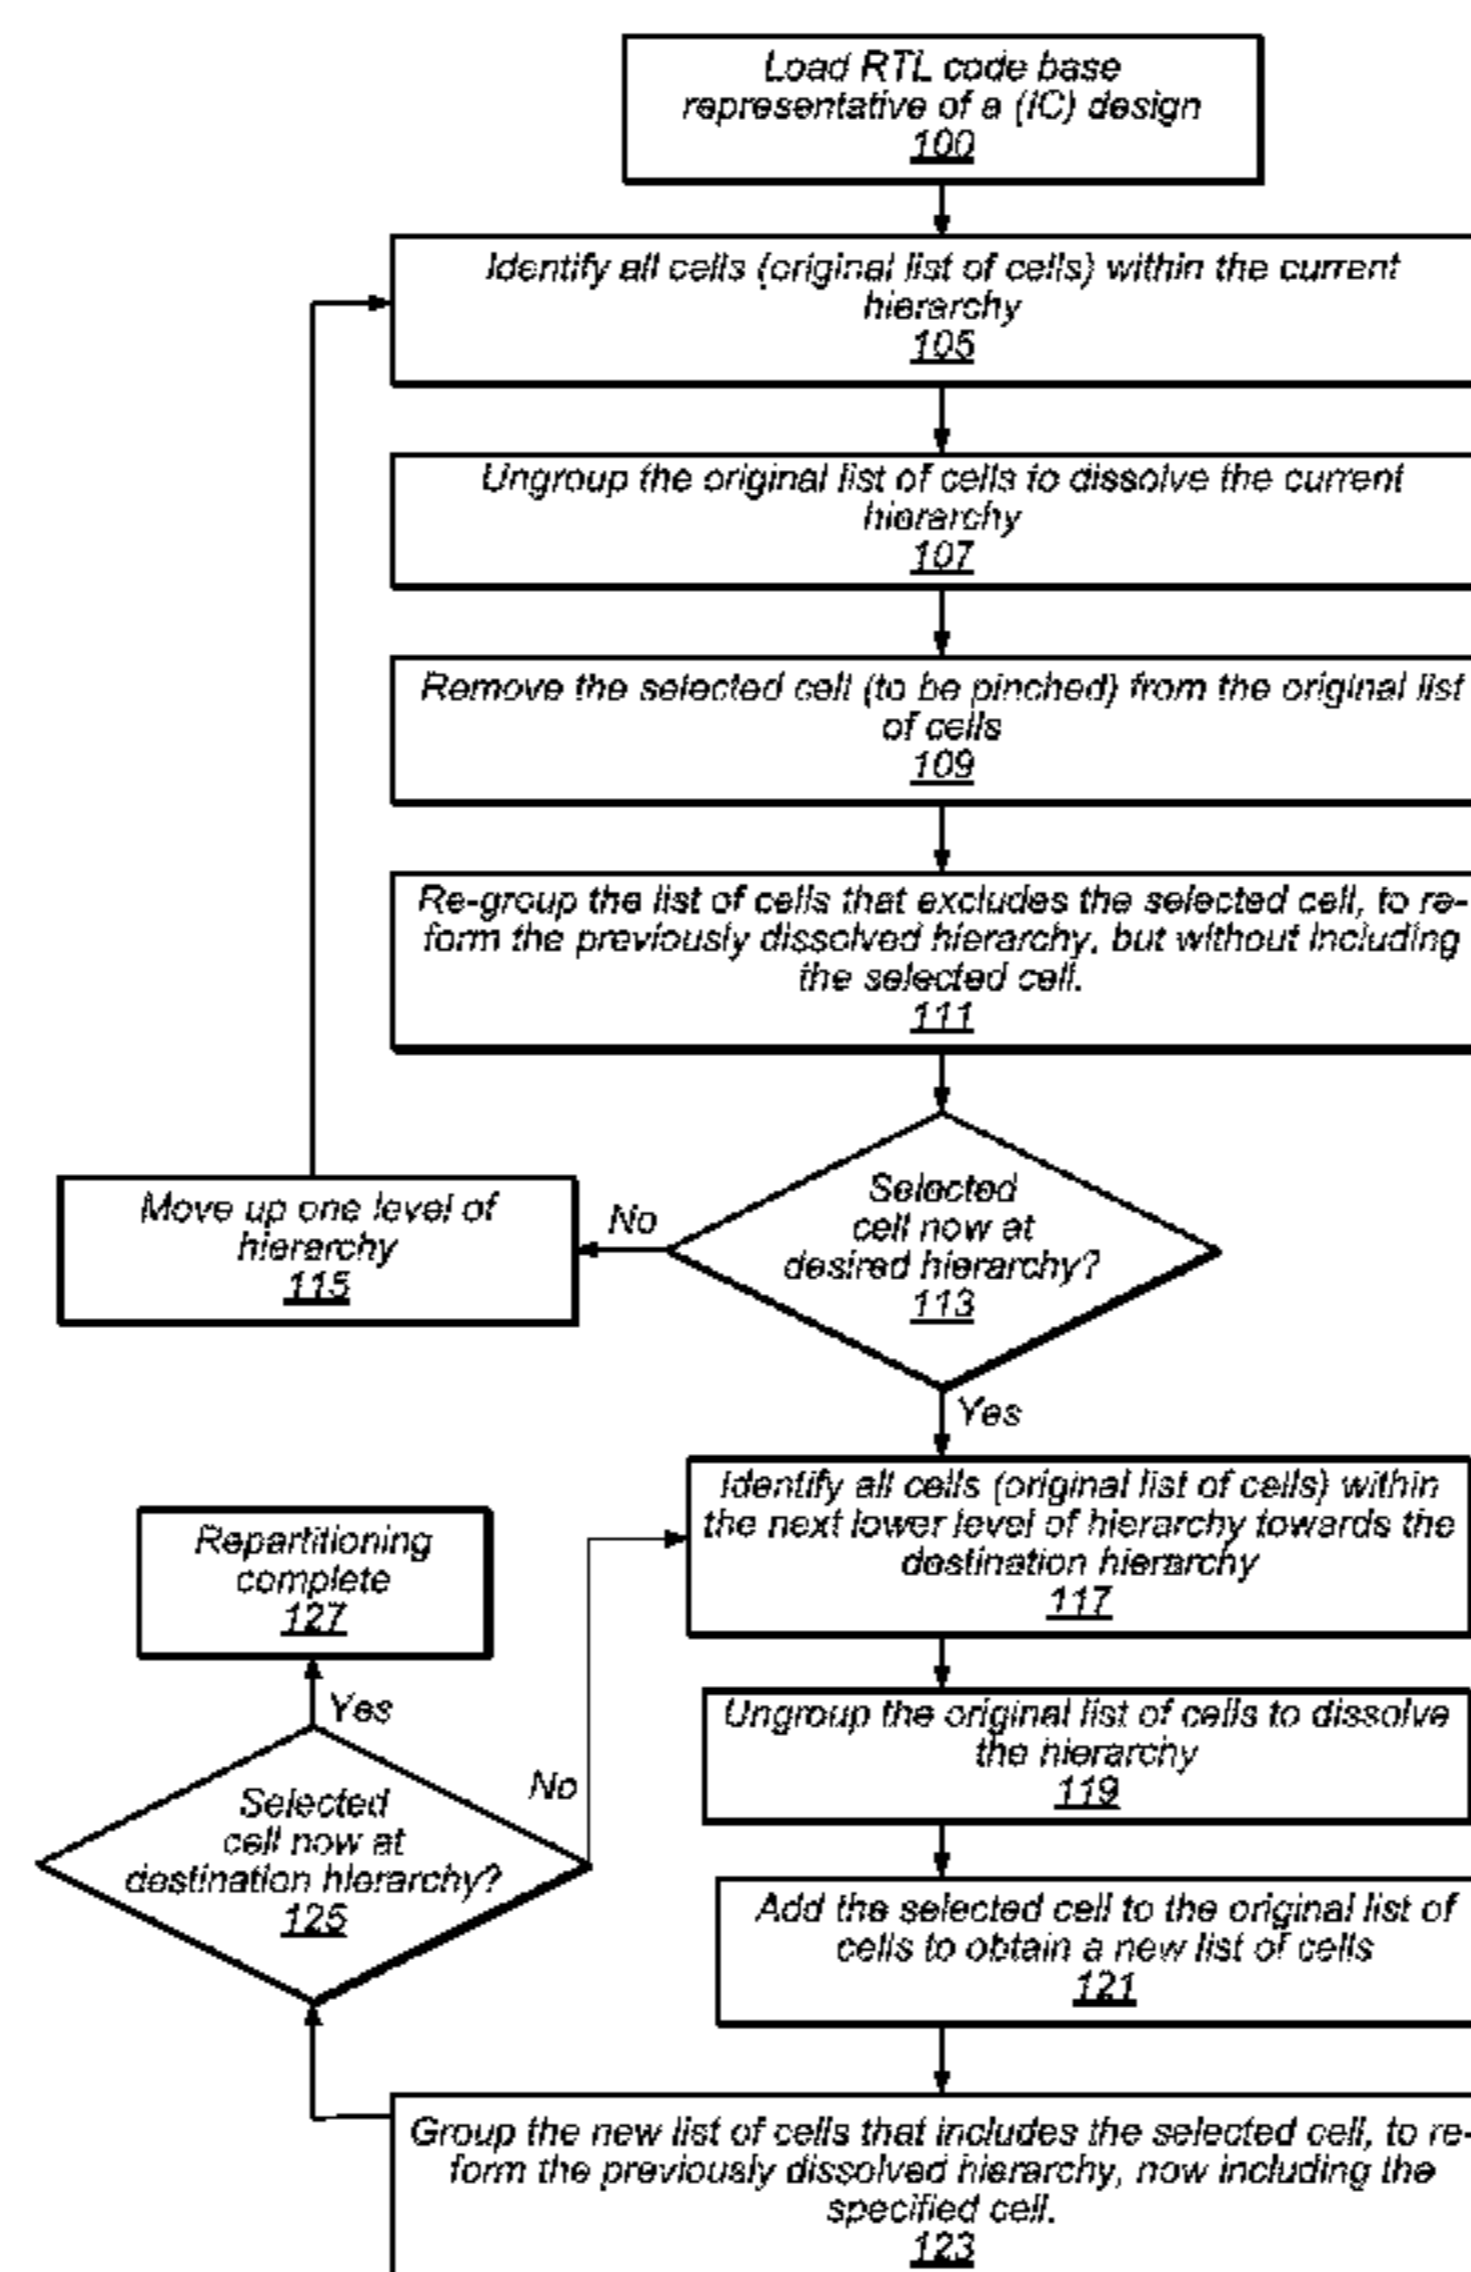 Load RTL code base
representative of a (IC) design
100
Identify all cells (original list of cells) within the current
hierarchy
105
Ungroup the original list of cells to dissolve the current
hierarchy
107
Remove the selected cell (to be pinched) from the original list
of cells
109
Re-group the list of cells that excludes the selected cell, to re-
form the previously dissolved hierarchy, but without including
the selected cell.
111
Selected
cell now at
desired hierarchy?
113
No
Move up one level of
hierarchy
115
Yes
Identify all cells (original list of cells) within
the next lower level of hierarchy towards the
destination hierarchy
117
Ungroup the original list of cells to dissolve
the hierarchy
119
Add the selected cell to the original list of
cells to obtain a new list of cells
121
Group the new list of cells that includes the selected cell, to re-
form the previously dissolved hierarchy, now including the
specified cell.
123
Selected
cell now at
destination hierarchy?
125
No
Yes
Repartitioning
complete
127